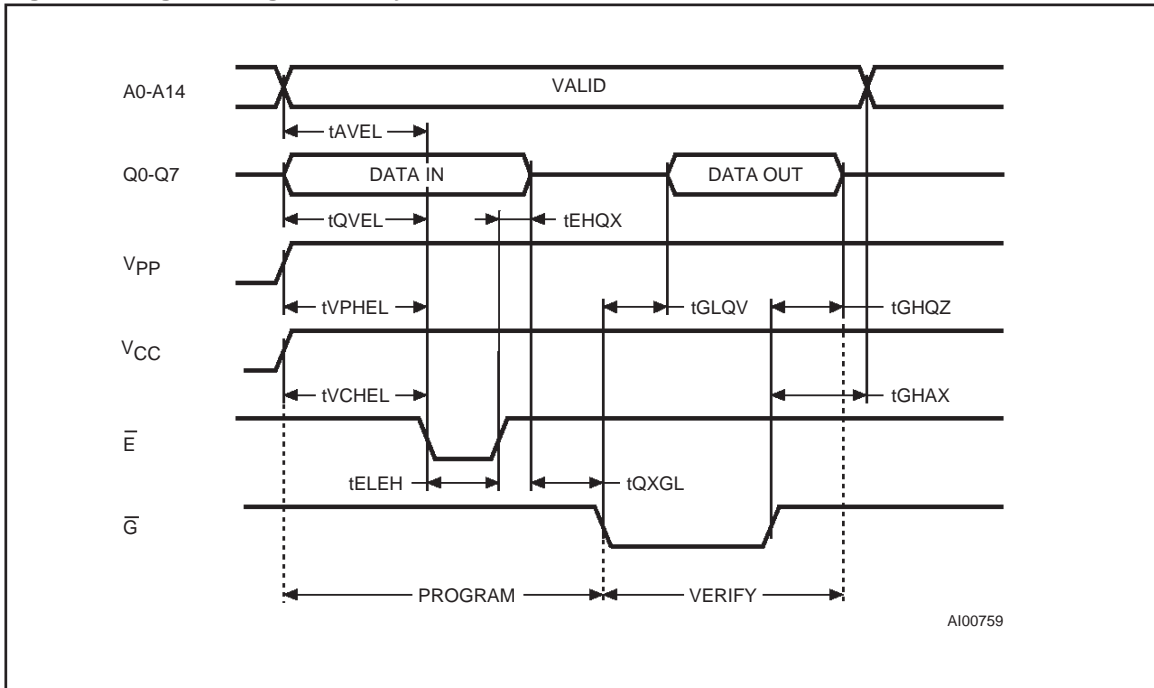 A0-A14
VALID
tAVEL
Q0-Q7
DATA IN
DATA OUT
tQVEL
tEHQX
VPP
tVPHEL
tGLQV
tGHQZ
VCC
tVCHEL
tGHAX
E̅
tELEH
tQXGL
G̅
PROGRAM
VERIFY
AI00759